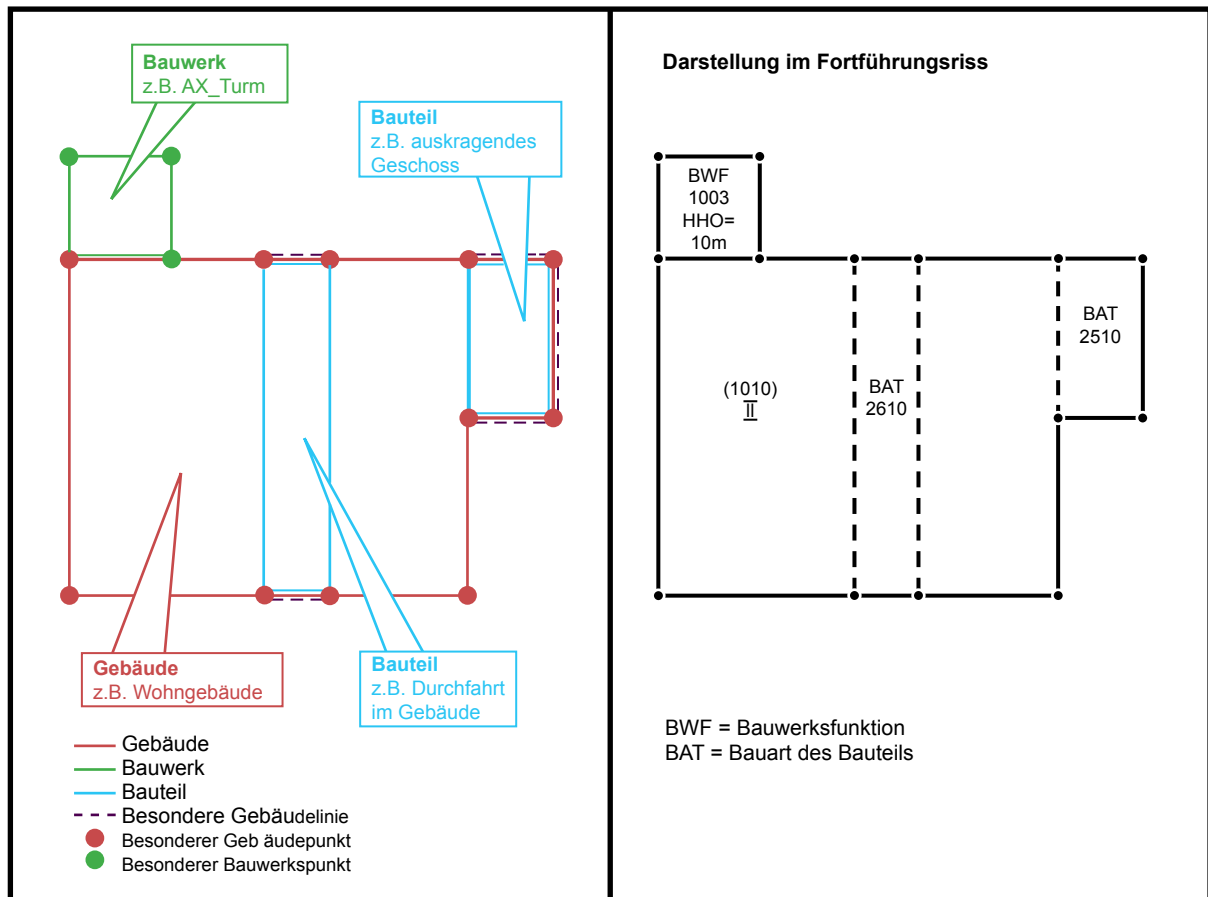 Bauwerk
z.B. AX_Turm
Bauteil
z.B. auskragendes
Geschoss
Gebäude
z.B. Wohngebäude
Bauteil
z.B. Durchfahrt
im Gebäude
Gebäude
Bauwerk
Bauteil
Besondere Gebäudelinie
Besonderer Geb äudepunkt
Besonderer Bauwerkspunkt
Darstellung im Fortführungsriss
BWF
1003
HHO=
10m
BAT
2510
(1010)
II
BAT
2610
BWF = Bauwerksfunktion
BAT = Bauart des Bauteils